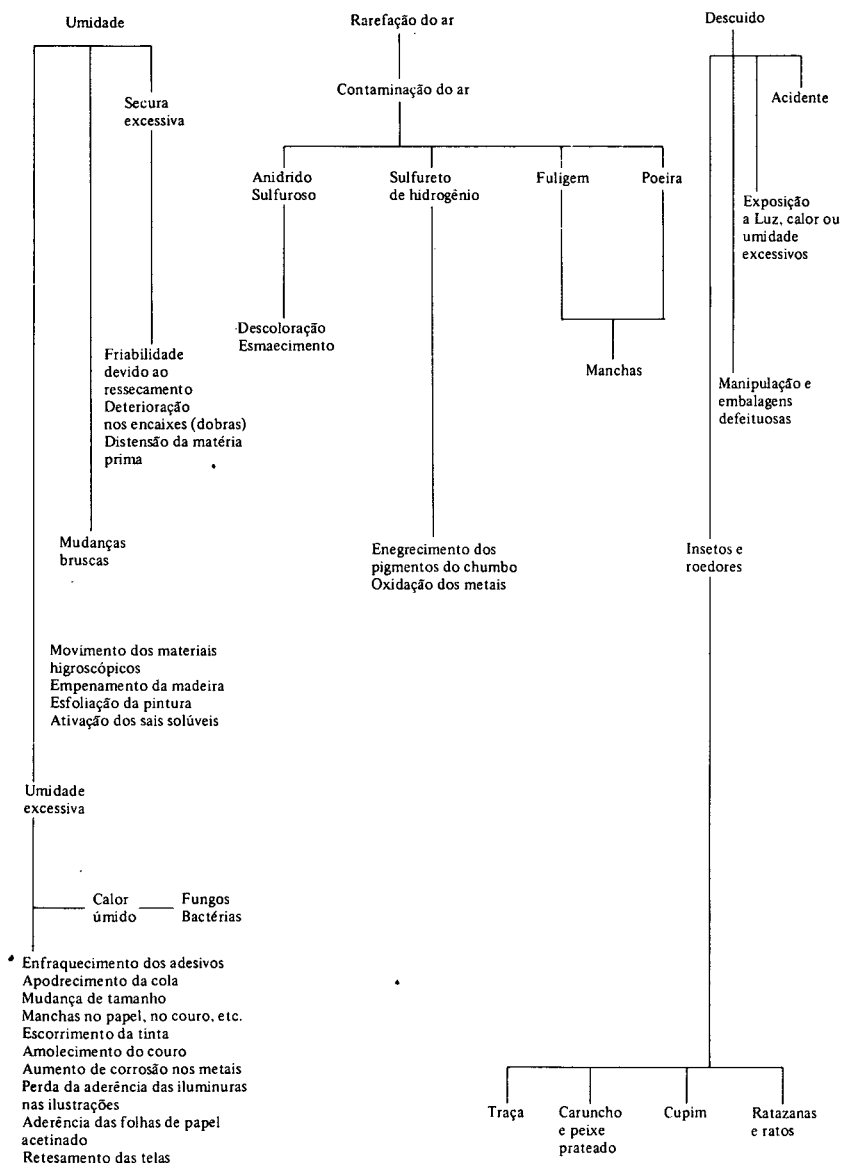 Umidade
Secura
excessiva
Friabilidade
devido ao
ressecamento
Deterioração
nos encaixes (dobras)
Distensão da matéria
prima
Mudanças
bruscas
Movimento dos materiais
higroscópicos
Empenamento da madeira
Esfoliação da pintura
Ativação dos sais solúveis
Umidade
excessiva
Calor
úmido
Fungos
Bactérias
Enfraquecimento dos adesivos
Apodrecimento da cola
Mudança de tamanho
Manchas no papel, no couro, etc.
Escorrimento da tinta
Amolecimento do couro
Aumento de corrosão nos metais
Perda da aderência das iluminuras
nas ilustrações
Aderência das folhas de papel
acetinado
Retesamento das telas
Rarefação do ar
Contaminação do ar
Anidrido
Sulfuroso
Descoloração
Esmaecimento
Sulfureto
de hidrogênio
Enegrecimento dos
pigmentos do chumbo
Oxidação dos metais
Fuligem
Poeira
Manchas
Descuido
Acidente
Exposição
a Luz, calor ou
umidade
excessivos
Manipulação e
embalagens
defeituosas
Insetos e
roedores
Traça
Caruncho
e peixe
prateado
Cupim
Ratazanas
e ratos